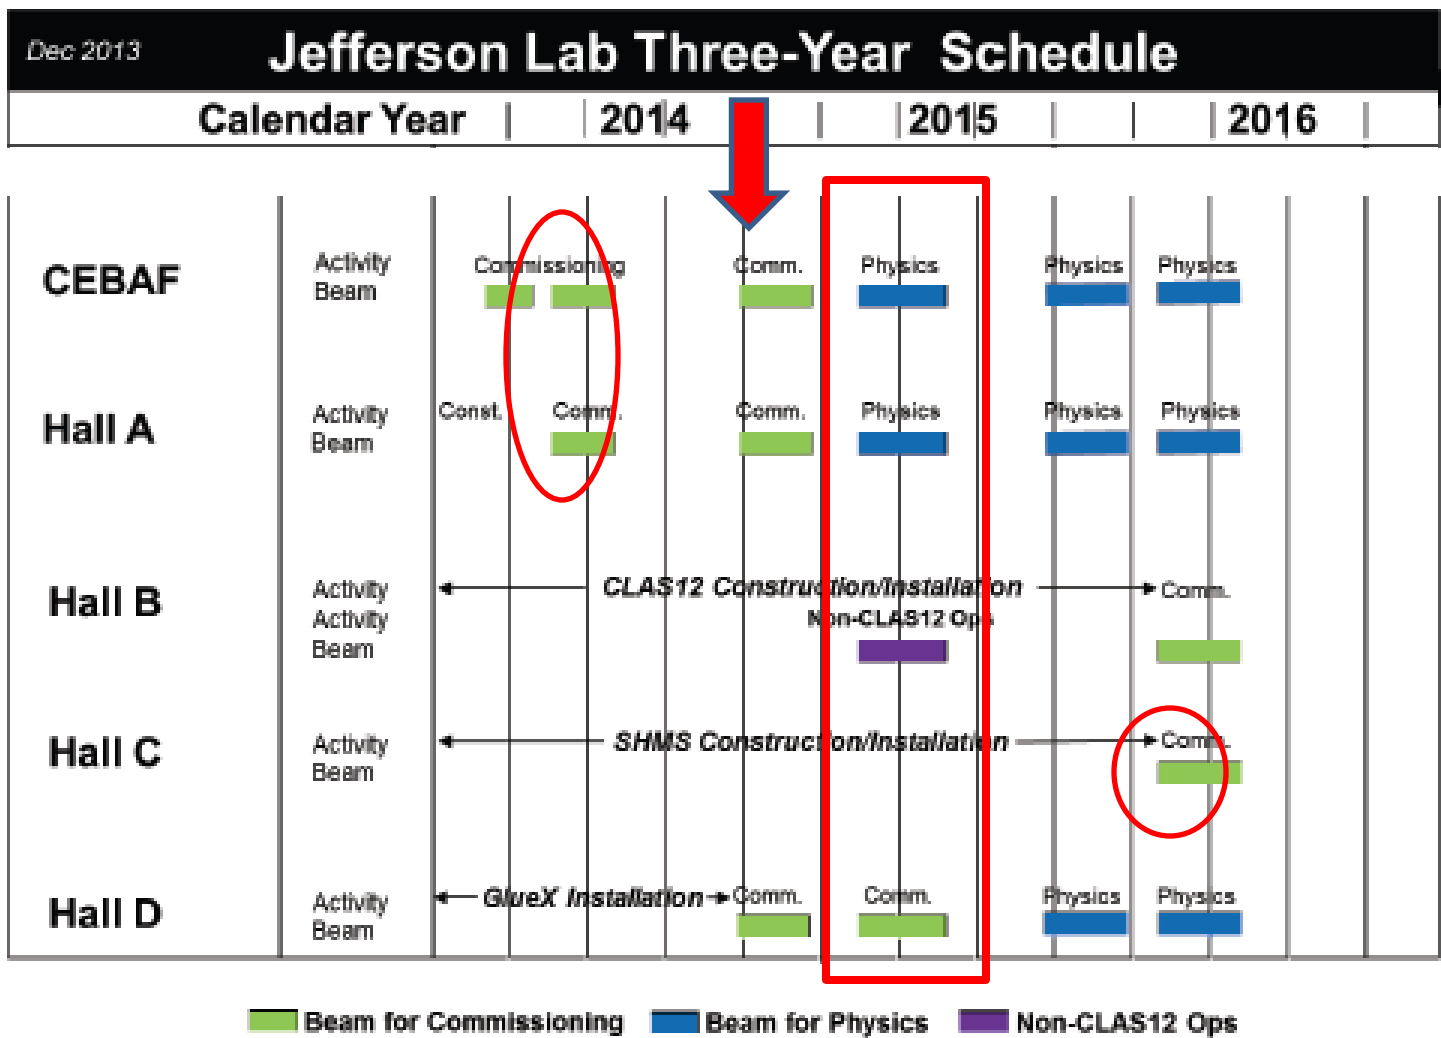 Dec 2013 Jefferson Lab Three-Year Schedule
Calendar Year 2014 2015 2016
CEBAF Activity Commissioning Comm. Physics Physics Physics
Beam
Hall A Activity Const. Comm. Comm. Physics Physics Physics
Beam
Hall B Activity CLAS12 Construction/Installation Comm.
Activity Non-CLAS12 Ops
Beam
Hall C Activity SHMS Construction/Installation Comm.
Beam
Hall D Activity GlueX Installation Comm. Comm. Physics Physics
Beam
Beam for Commissioning Beam for Physics Non-CLAS12 Ops